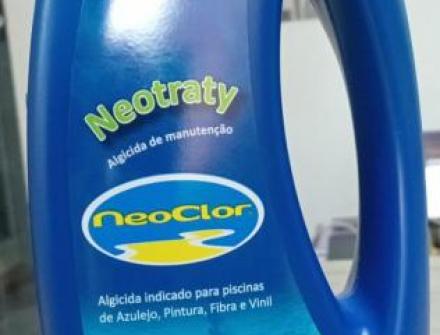 Neotraty
Algicida de manutenção
NeoClor
Algicida indicado para piscinas
de Azulejo, Pintura, Fibra e Vinil